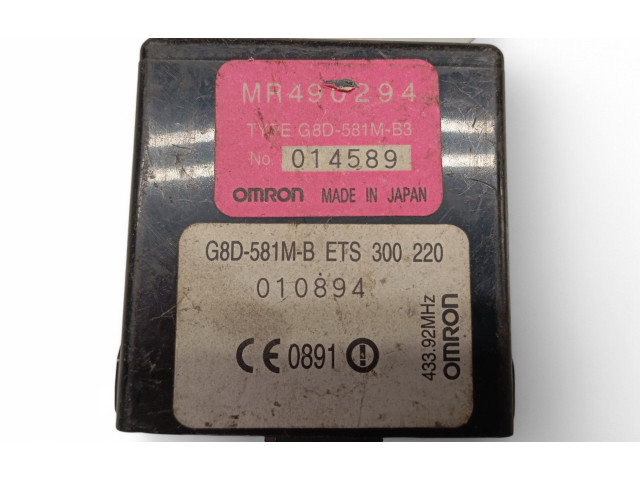 MR490294
TYPE G8D-581M-B3
No. 014589
OMRON MADE IN JAPAN
G8D-581M-B ETS 300 220
010894
CE 0891
433.92MHz
OMRON